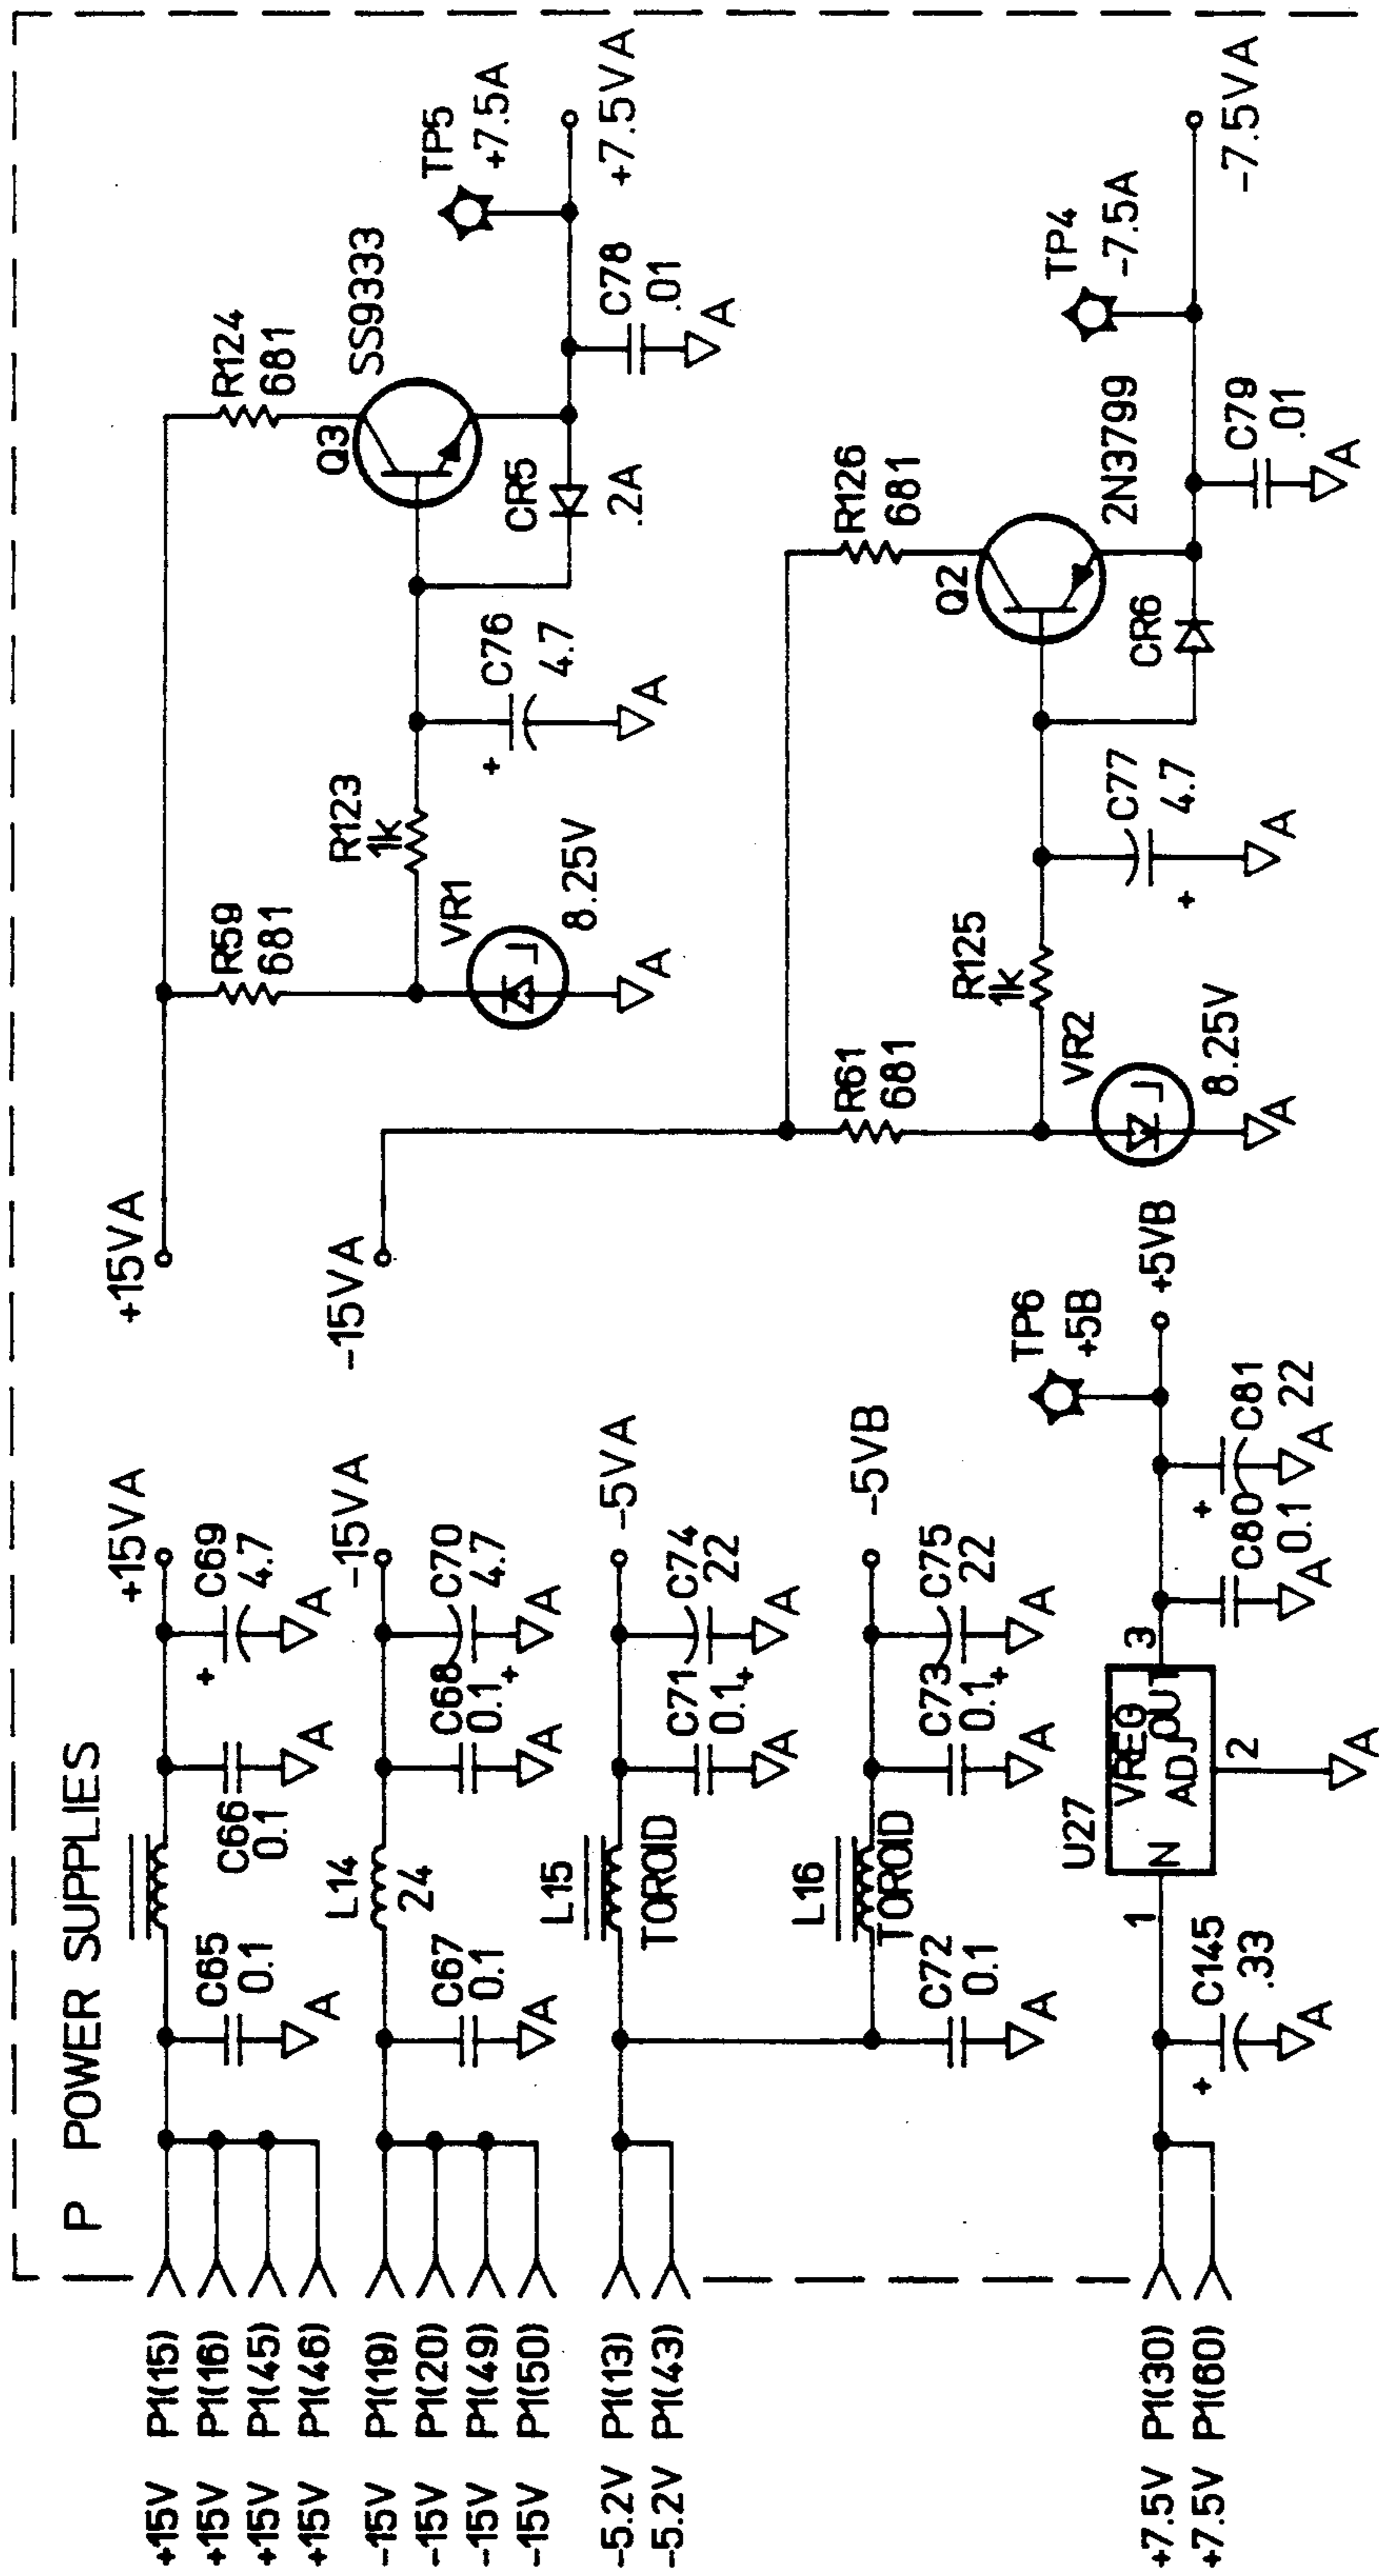 P POWER SUPPLIES
+15V P1(15)
+15V P1(16)
+15V P1(45)
+15V P1(46)
C65
0.1
A
C66
0.1
A
C69
4.7
+
A
+15VA
-15V P1(19)
-15V P1(20)
-15V P1(49)
-15V P1(50)
C67
0.1
A
L14
24
C68
0.1
A
C70
4.7
+
A
-15VA
-5.2V P1(13)
-5.2V P1(43)
L15
TOROID
C71
0.1
A
C74
22
+
A
-5VA
C72
0.1
A
L16
TOROID
C73
0.1
A
C75
22
+
A
-5VB
+7.5V P1(30)
+7.5V P1(60)
C145
.33
+
A
1
U27
VREG
IN
OUT
ADJ
2
3
A
C80
0.1
A
C81
22
+
A
TP6
+5B
+5VB
+15VA
R59
681
VR1
8.25V
A
R123
1k
C76
4.7
+
A
R124
681
Q3
SS9333
CR5
.2A
C78
.01
A
TP5
+7.5A
+7.5VA
-15VA
R61
681
VR2
8.25V
A
R125
1k
C77
4.7
+
A
R126
681
Q2
2N3799
CR6
C79
.01
A
TP4
-7.5A
-7.5VA